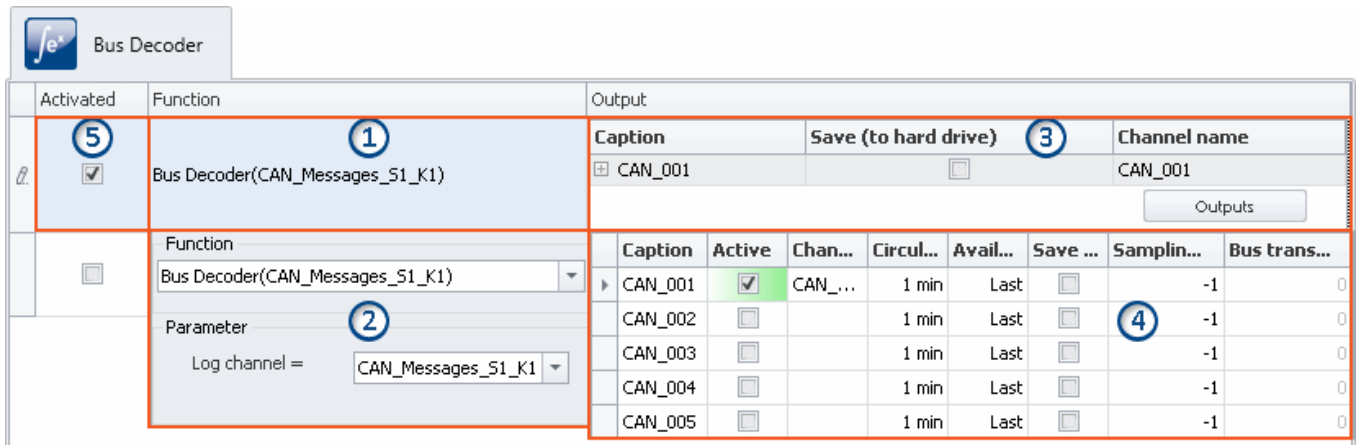 Bus Decoder
Activated Function Output
5 1 Caption Save (to hard drive) 3 Channel name
Bus Decoder(CAN_Messages_S1_K1) CAN_001 CAN_001
Outputs
Function Caption Active Chan... Circul... Avail... Save ... Samplin... Bus trans...
Bus Decoder(CAN_Messages_S1_K1) CAN_001 CAN_... 1 min Last -1 0
Parameter 2 CAN_002 1 min Last 4 -1 0
Log channel = CAN_Messages_S1_K1 CAN_003 1 min Last -1 0
CAN_004 1 min Last -1 0
CAN_005 1 min Last -1 0